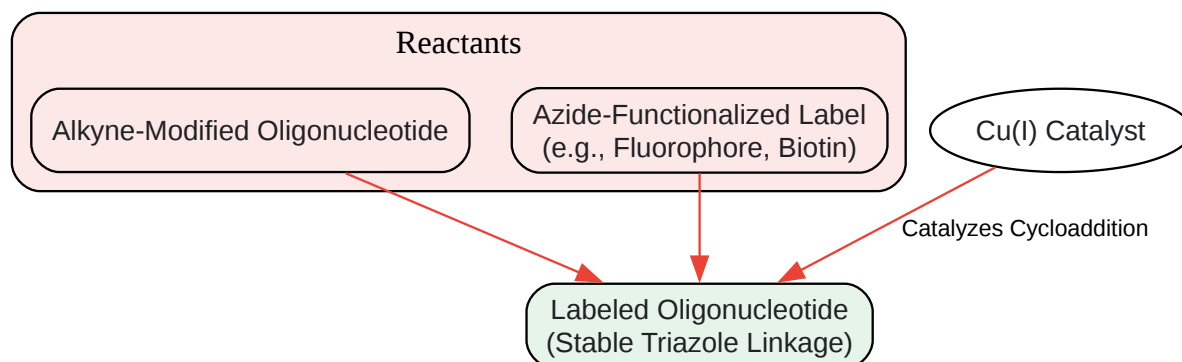 Reactants
Alkyne-Modified Oligonucleotide
Azide-Functionalized Label
(e.g., Fluorophore, Biotin)
Cu(I) Catalyst
Catalyzes Cycloaddition
Labeled Oligonucleotide
(Stable Triazole Linkage)